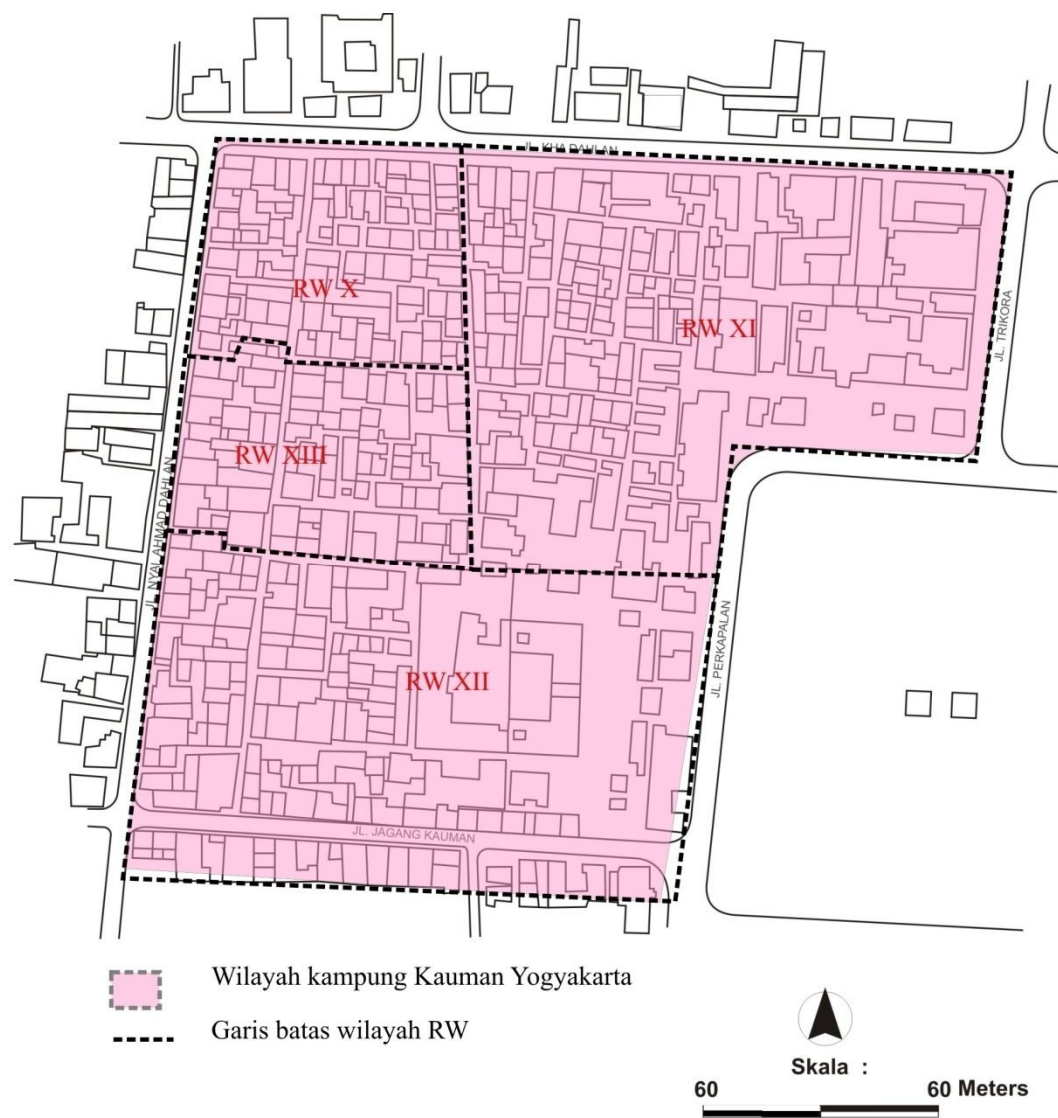 JL. KHA DAHLAN
RW X
RW XI
JL. TRIKORA
RW XIII
JL. NYAI AHMAD DAHLAN
RW XII
JL. PERKAPALAN
JL. JAGANG KAUMAN
Wilayah kampung Kauman Yogyakarta
Garis batas wilayah RW
Skala :
60 60 Meters